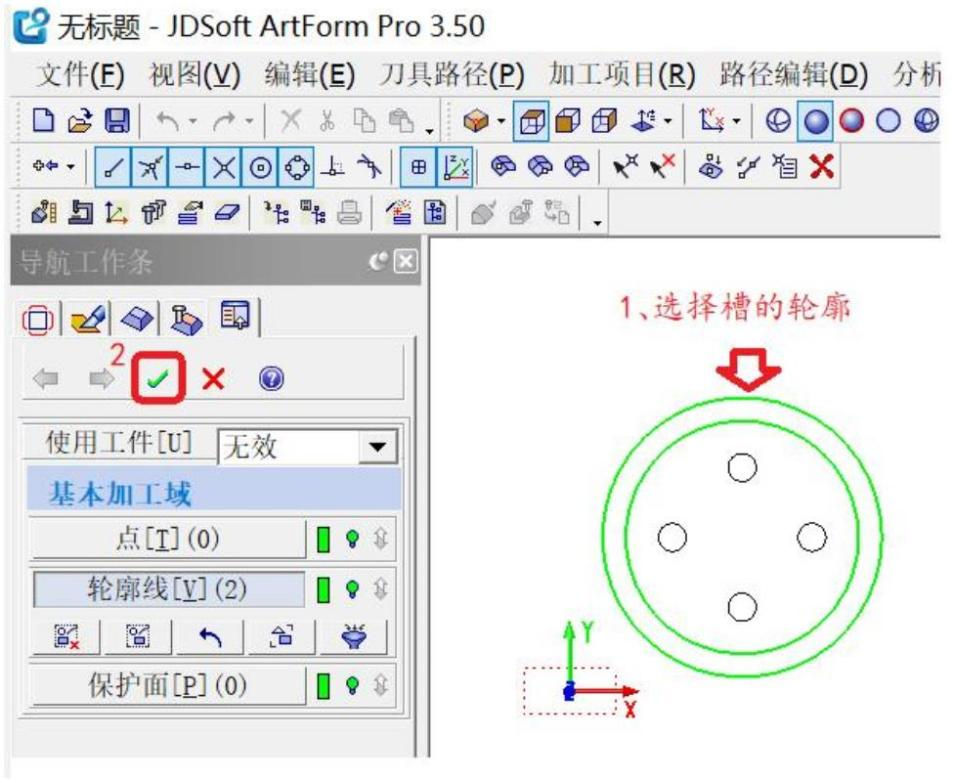 无标题 - JDSoft ArtForm Pro 3.50
文件(F) 视图(V) 编辑(E) 刀具路径(P) 加工项目(R) 路径编辑(D) 分析
导航工作条
1、选择槽的轮廓
2
使用工件[U] 无效
基本加工域
点[T](0)
轮廓线[V](2)
保护面[P](0)
Y
X